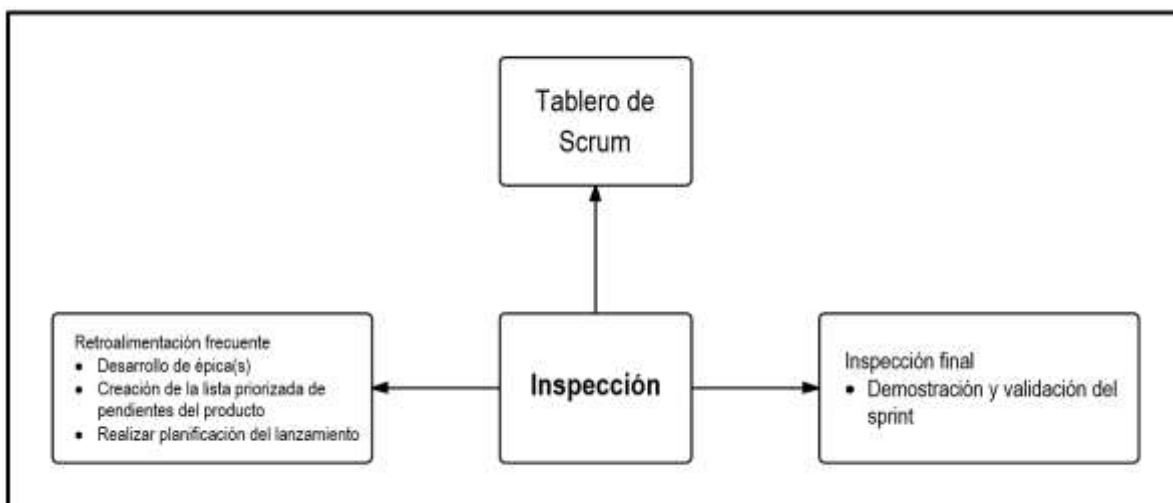 Tablero de
Scrum
Retroalimentación frecuente
• Desarrollo de épica(s)
• Creación de la lista priorizada de
pendientes del producto
• Realizar planificación del lanzamiento
Inspección
Inspección final
• Demostración y validación del
sprint